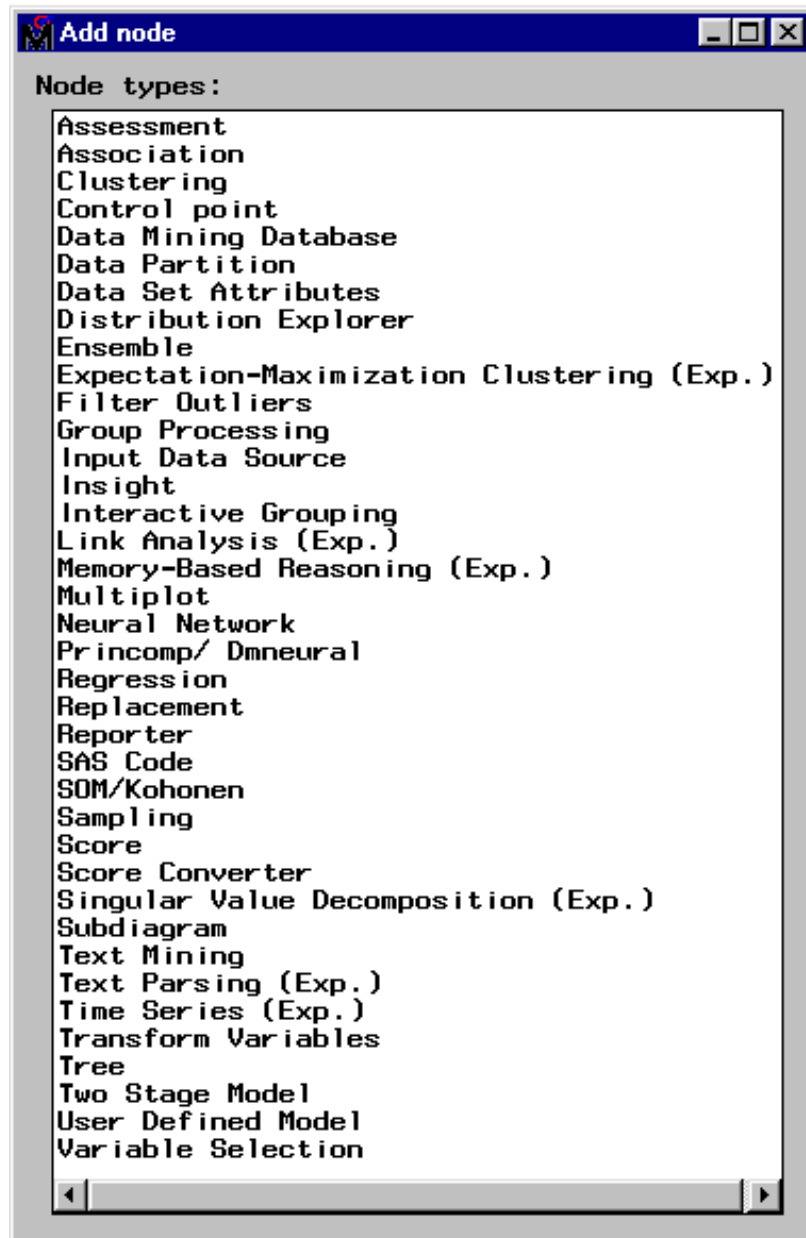 Add node
Node types:
Assessment
Association
Clustering
Control point
Data Mining Database
Data Partition
Data Set Attributes
Distribution Explorer
Ensemble
Expectation-Maximization Clustering (Exp.)
Filter Outliers
Group Processing
Input Data Source
Insight
Interactive Grouping
Link Analysis (Exp.)
Memory-Based Reasoning (Exp.)
Multiplot
Neural Network
Princomp/ Dmneural
Regression
Replacement
Reporter
SAS Code
SOM/Kohonen
Sampling
Score
Score Converter
Singular Value Decomposition (Exp.)
Subdiagram
Text Mining
Text Parsing (Exp.)
Time Series (Exp.)
Transform Variables
Tree
Two Stage Model
User Defined Model
Variable Selection